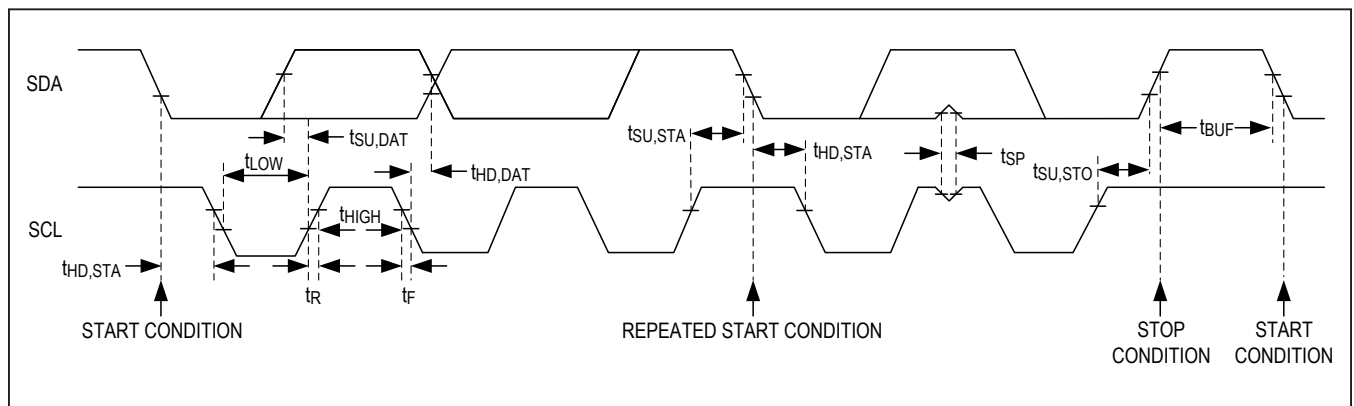 SDA
tSU,DAT
tLOW
tHD,DAT
tSU,STA
tHD,STA
tSP
tBUF
tSU,STO
SCL
tHIGH
tHD,STA
tR
tF
START CONDITION
REPEATED START CONDITION
STOP
CONDITION
START
CONDITION